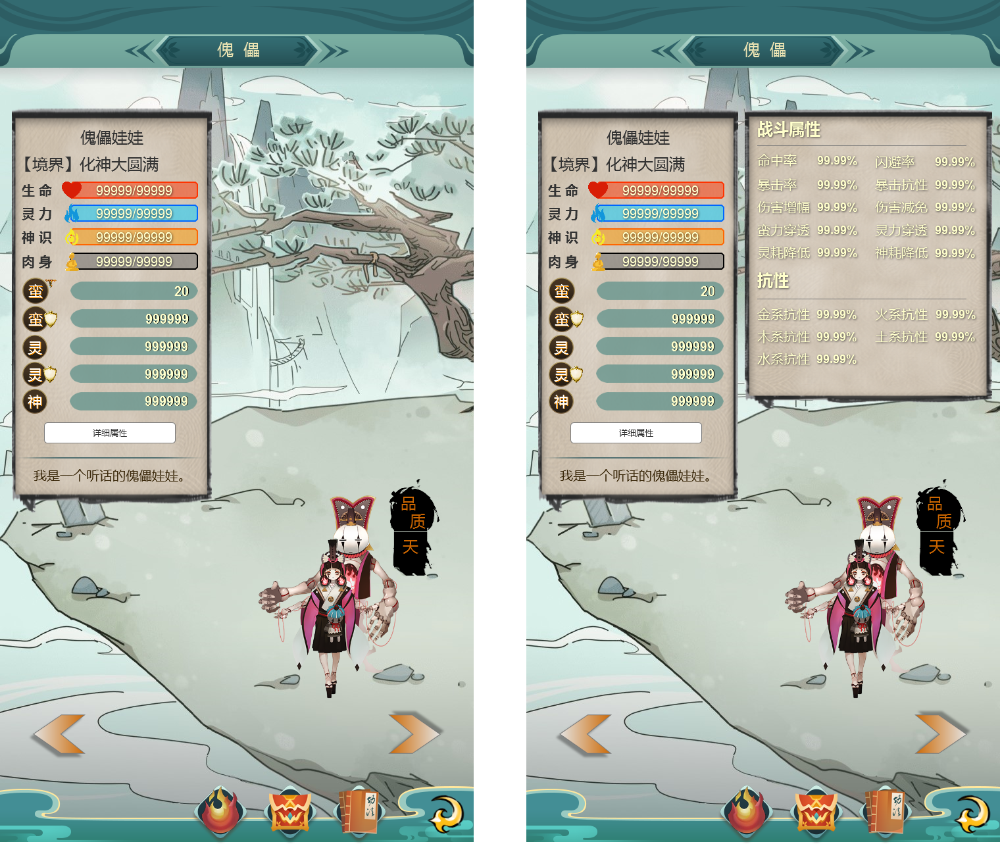 傀儡
傀儡娃娃
【境界】化神大圆满
生命 99999/99999
灵力 99999/99999
神识 99999/99999
肉身 99999/99999
蛮 20
蛮 999999
灵 999999
灵 999999
神 999999
详细属性
我是一个听话的傀儡娃娃。
品
质
天
功法
傀儡
傀儡娃娃
【境界】化神大圆满
生命 99999/99999
灵力 99999/99999
神识 99999/99999
肉身 99999/99999
蛮 20
蛮 999999
灵 999999
灵 999999
神 999999
详细属性
我是一个听话的傀儡娃娃。
战斗属性
命中率 99.99% 闪避率 99.99%
暴击率 99.99% 暴击抗性 99.99%
伤害增幅 99.99% 伤害减免 99.99%
蛮力穿透 99.99% 灵力穿透 99.99%
灵耗降低 99.99% 神耗降低 99.99%
抗性
金系抗性 99.99% 火系抗性 99.99%
木系抗性 99.99% 土系抗性 99.99%
水系抗性 99.99%
品
质
天
功法